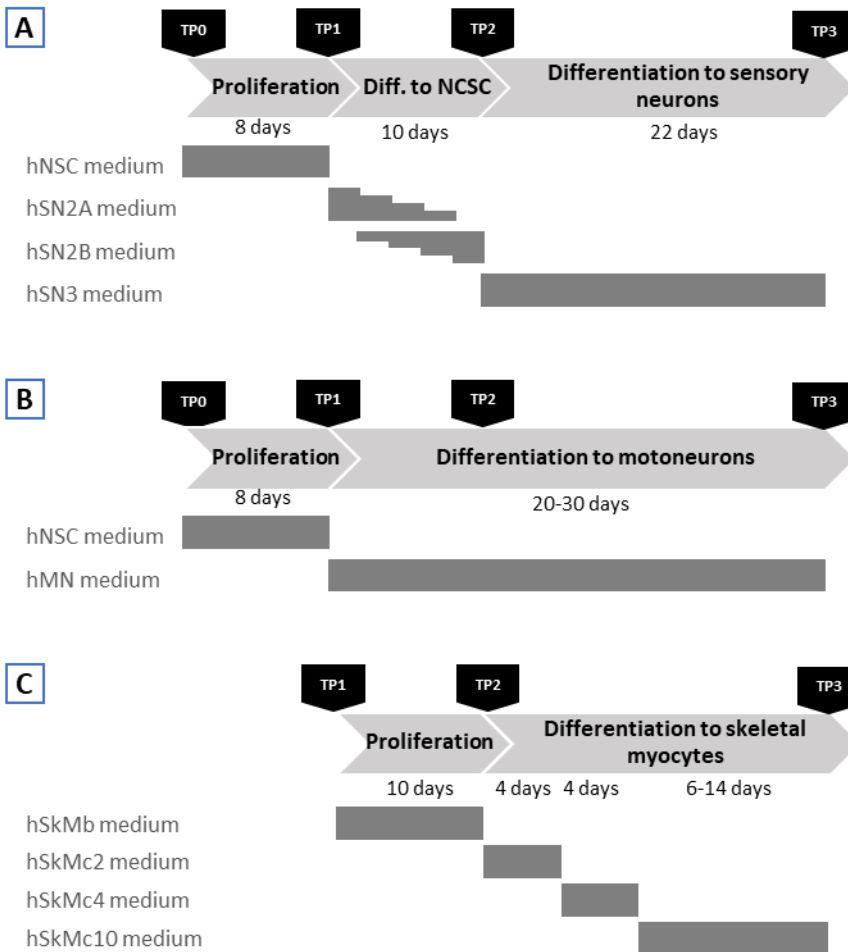 A
TP0
TP1
TP2
TP3
Proliferation
Diff. to NCSC
Differentiation to sensory
neurons
8 days
10 days
22 days
hNSC medium
hSN2A medium
hSN2B medium
hSN3 medium
B
TP0
TP1
TP2
TP3
Proliferation
Differentiation to motoneurons
8 days
20-30 days
hNSC medium
hMN medium
C
TP1
TP2
TP3
Proliferation
Differentiation to skeletal
myocytes
10 days
4 days
4 days
6-14 days
hSkMb medium
hSkMc2 medium
hSkMc4 medium
hSkMc10 medium